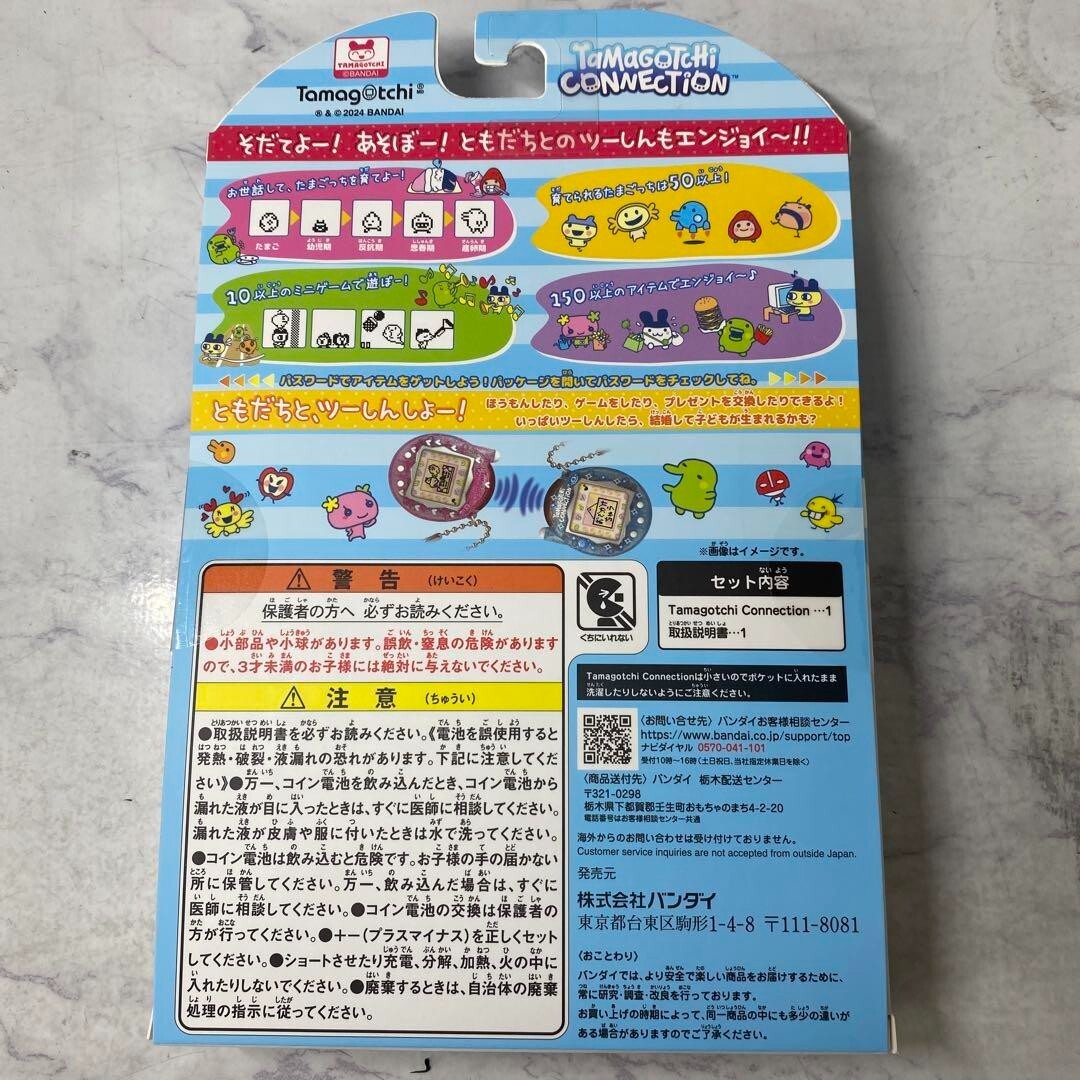 TAMAGOTCHI
©BANDAI
Tamagotchi
® & © 2024 BANDAI
TAMAGOTCHI
CONNECTION™
そだてよー! あそぼー! ともだちとのツーしんもエンジョイ〜!!
お世話して、たまごっちを育てよー!
たまご 幼児期 反抗期 思春期 産卵期
育てられるたまごっちは50以上!
10以上のミニゲームで遊ぼー!
150以上のアイテムでエンジョイ〜♪
パスワードでアイテムをゲットしよう!パッケージを開いてパスワードをチェックしてね。
ともだちと、ツーしんしよー!
ほうもんしたり、ゲームをしたり、プレゼントを交換したりできるよ!
いっぱいツーしんしたら、結婚して子どもが生まれるかも?
※画像はイメージです。
警告 (けいこく)
保護者の方へ 必ずお読みください。
●小部品や小球があります。誤飲・窒息の危険があります
ので、3才未満のお子様には絶対に与えないでください。
注意 (ちゅうい)
●取扱説明書を必ずお読みください。《電池を誤使用すると
発熱・破裂・液漏れの恐れがあります。下記に注意してくだ
さい》●万一、コイン電池を飲み込んだとき、コイン電池から
漏れた液が目に入ったときは、すぐに医師に相談してください。
漏れた液が皮膚や服に付いたときは水で洗ってください。
●コイン電池は飲み込むと危険です。お子様の手の届かない
所に保管してください。万一、飲み込んだ場合は、すぐに
医師に相談してください。●コイン電池の交換は保護者の
方が行ってください。●+−(プラスマイナス)を正しくセット
してください。●ショートさせたり充電、分解、加熱、火の中に
入れたりしないでください。●廃棄するときは、自治体の廃棄
処理の指示に従ってください。
くちにいれない
セット内容
Tamagotchi Connection …1
取扱説明書…1
Tamagotchi Connectionは小さいのでポケットに入れたまま
洗濯したりしないようにご注意ください。
〈お問い合せ先〉バンダイお客様相談センター
https://www.bandai.co.jp/support/top
ナビダイヤル 0570-041-101
受付10時〜16時(土日祝日、当社指定休業日を除く)
〈商品送付先〉バンダイ 栃木配送センター
〒321-0298
栃木県下都賀郡壬生町おもちゃのまち4-2-20
電話番号はお客様相談センター共通
海外からのお問い合わせは受け付けておりません。
Customer service inquiries are not accepted from outside Japan.
発売元
株式会社バンダイ
東京都台東区駒形1-4-8 〒111-8081
〈おことわり〉
バンダイでは、より安全で楽しい商品をお届けするために、
常に研究・調査・改良を行っております。
お買い上げの時期によって、同一商品の中にも多少の違いが
ある場合がありますのでご了承ください。